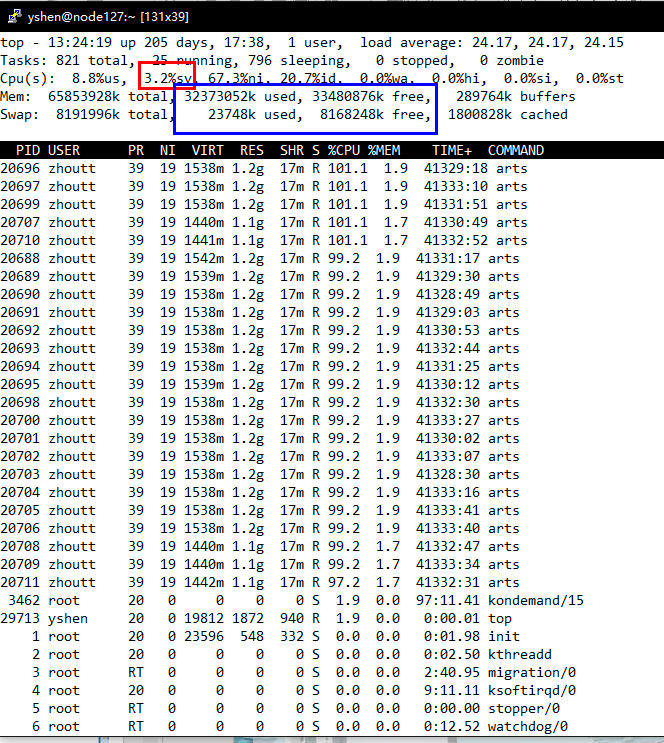 yshen@node127:~ [131x39]
top - 13:24:19 up 205 days, 17:38,  1 user,  load average: 24.17, 24.17, 24.15
Tasks: 821 total,  25 running, 796 sleeping,   0 stopped,   0 zombie
Cpu(s):  8.8%us,  3.2%sy, 67.3%ni, 20.7%id,  0.0%wa,  0.0%hi,  0.0%si,  0.0%st
Mem:  65853928k total, 32373052k used, 33480876k free,   289764k buffers
Swap:  8191996k total,    23748k used,  8168248k free,  1800828k cached
PID USER      PR  NI  VIRT  RES  SHR S %CPU %MEM    TIME+  COMMAND
20696 zhoutt    39  19 1538m 1.2g  17m R 101.1  1.9  41329:18 arts
20697 zhoutt    39  19 1538m 1.2g  17m R 101.1  1.9  41333:10 arts
20699 zhoutt    39  19 1538m 1.2g  17m R 101.1  1.9  41331:51 arts
20707 zhoutt    39  19 1440m 1.1g  17m R 101.1  1.7  41330:49 arts
20710 zhoutt    39  19 1441m 1.1g  17m R 101.1  1.7  41332:52 arts
20688 zhoutt    39  19 1542m 1.2g  17m R 99.2  1.9  41331:17 arts
20689 zhoutt    39  19 1539m 1.2g  17m R 99.2  1.9  41329:30 arts
20690 zhoutt    39  19 1538m 1.2g  17m R 99.2  1.9  41328:49 arts
20691 zhoutt    39  19 1538m 1.2g  17m R 99.2  1.9  41329:03 arts
20692 zhoutt    39  19 1538m 1.2g  17m R 99.2  1.9  41330:53 arts
20693 zhoutt    39  19 1538m 1.2g  17m R 99.2  1.9  41332:44 arts
20694 zhoutt    39  19 1538m 1.2g  17m R 99.2  1.9  41331:25 arts
20695 zhoutt    39  19 1539m 1.2g  17m R 99.2  1.9  41330:12 arts
20698 zhoutt    39  19 1538m 1.2g  17m R 99.2  1.9  41332:30 arts
20700 zhoutt    39  19 1538m 1.2g  17m R 99.2  1.9  41333:27 arts
20701 zhoutt    39  19 1538m 1.2g  17m R 99.2  1.9  41330:02 arts
20702 zhoutt    39  19 1538m 1.2g  17m R 99.2  1.9  41333:07 arts
20703 zhoutt    39  19 1538m 1.2g  17m R 99.2  1.9  41328:30 arts
20704 zhoutt    39  19 1538m 1.2g  17m R 99.2  1.9  41333:16 arts
20705 zhoutt    39  19 1538m 1.2g  17m R 99.2  1.9  41333:41 arts
20706 zhoutt    39  19 1538m 1.2g  17m R 99.2  1.9  41333:40 arts
20708 zhoutt    39  19 1440m 1.1g  17m R 99.2  1.7  41332:47 arts
20709 zhoutt    39  19 1440m 1.1g  17m R 99.2  1.7  41333:34 arts
20711 zhoutt    39  19 1442m 1.1g  17m R 97.2  1.7  41332:31 arts
3462 root      20   0     0    0    0 S  1.9  0.0  97:11.41 kondemand/15
29713 yshen     20   0 19812 1872  940 R  1.9  0.0   0:00.01 top
1 root      20   0 23596  548  332 S  0.0  0.0   0:01.98 init
2 root      20   0     0    0    0 S  0.0  0.0   0:02.50 kthreadd
3 root      RT   0     0    0    0 S  0.0  0.0   2:40.95 migration/0
4 root      20   0     0    0    0 S  0.0  0.0   9:11.11 ksoftirqd/0
5 root      RT   0     0    0    0 S  0.0  0.0   0:00.00 stopper/0
6 root      RT   0     0    0    0 S  0.0  0.0   0:12.52 watchdog/0